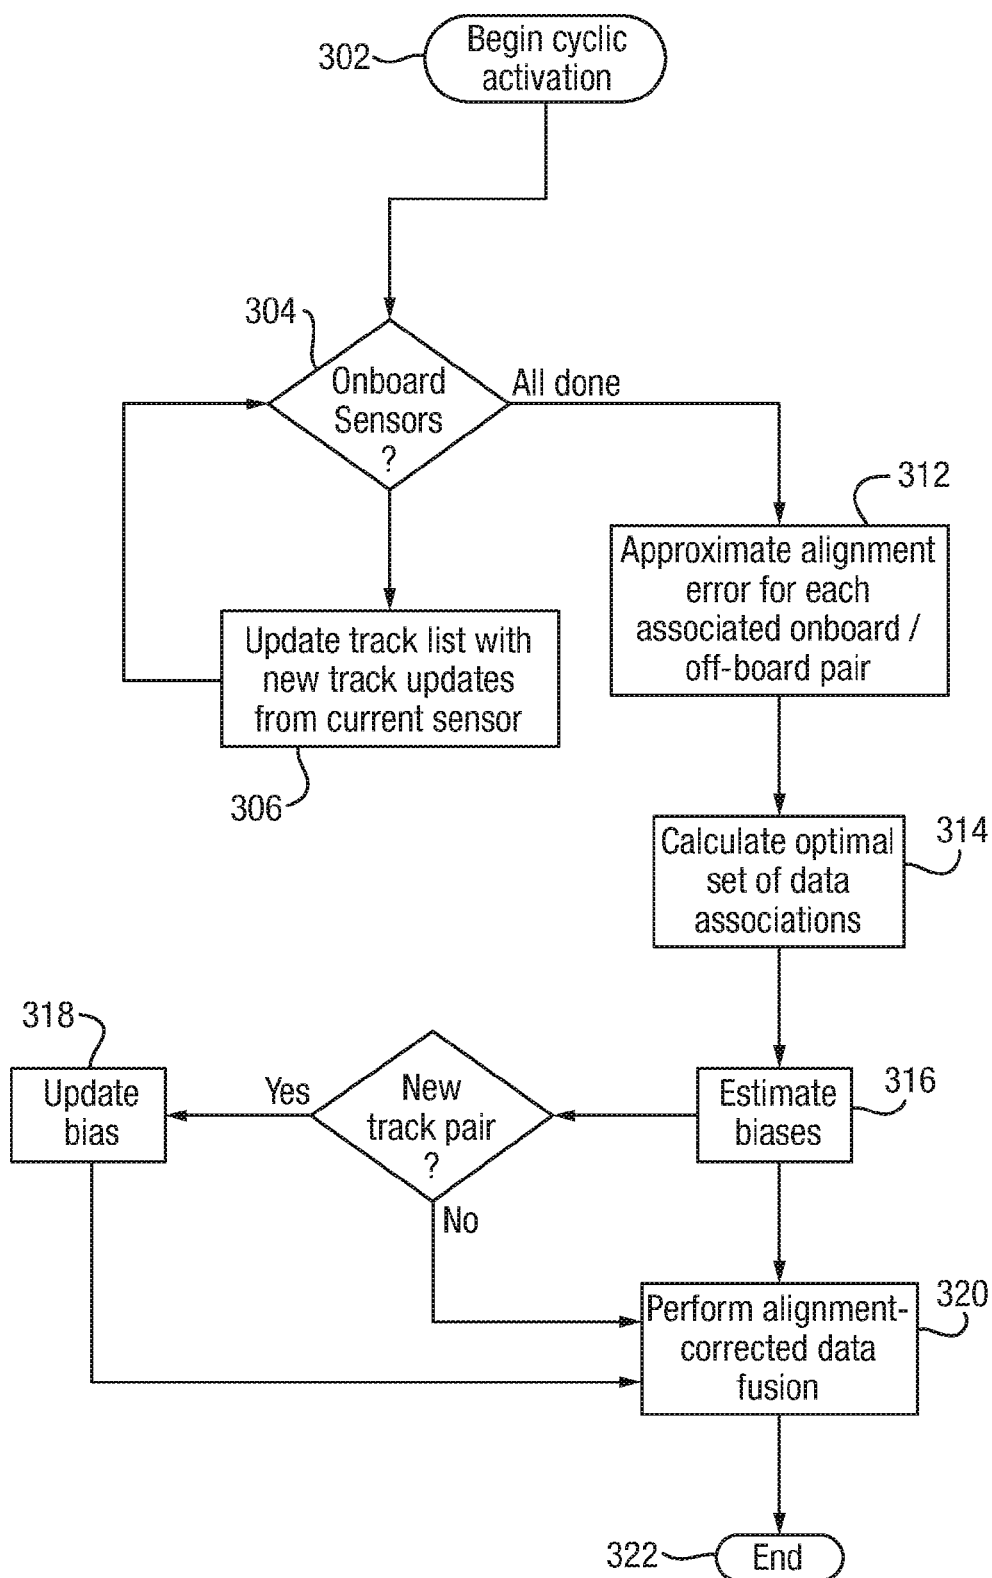 302
Begin cyclic
activation
304
Onboard
Sensors
?
All done
312
Approximate alignment
error for each
associated onboard /
off-board pair
Update track list with
new track updates
from current sensor
306
314
Calculate optimal
set of data
associations
318
Update
bias
Yes
New
track pair
?
No
316
Estimate
biases
320
Perform alignment-
corrected data
fusion
322
End